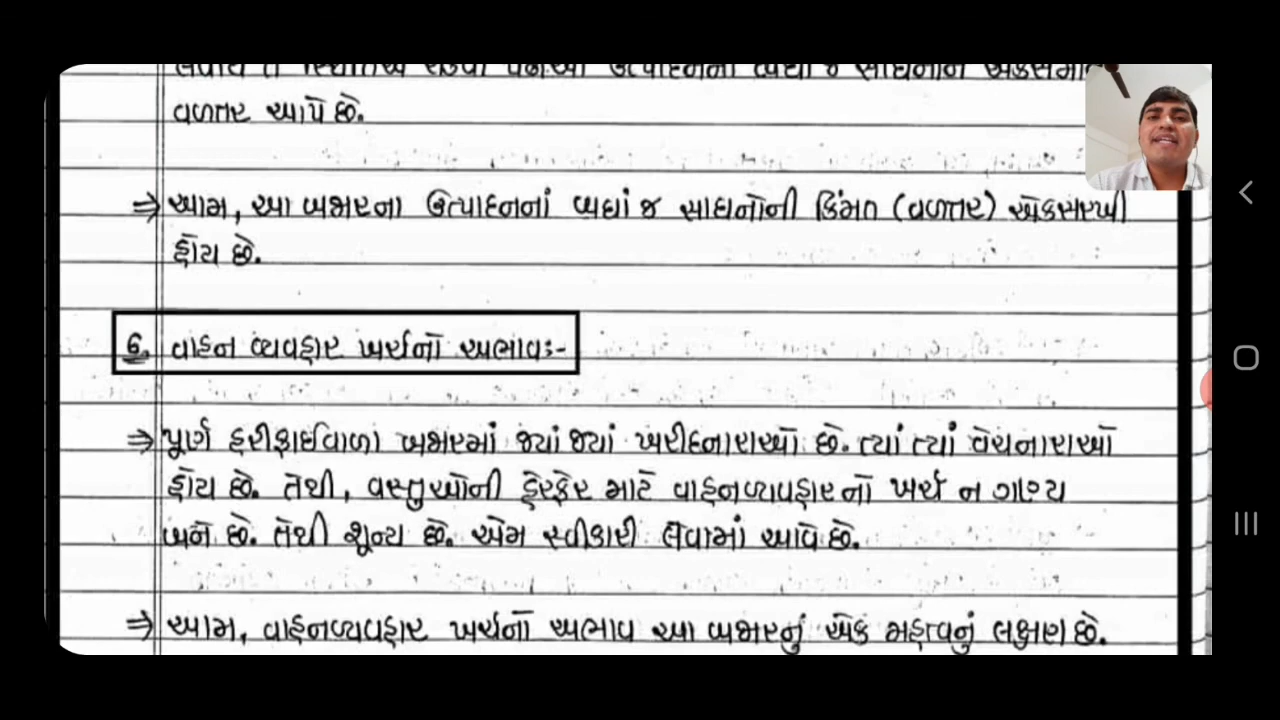 વળતર આપે છે.
⇒ આમ, આ બજારના ઉત્પાદનનાં બધાં જ સાધનોની કિંમત (વળતર) એકસરખી
હોય છે.
6. વાહન વ્યવહાર ખર્ચનો અભાવઃ-
⇒ પૂર્ણ હરીફાઈવાળા બજારમાં જ્યાં જ્યાં ખરીદનારાઓ છે. ત્યાં ત્યાં વેચનારાઓ
હોય છે. તેથી, વસ્તુઓની હેરફેર માટે વાહનવ્યવહારનો ખર્ચ ન ગણ્ય
બને છે. તેથી શૂન્ય છે. એમ સ્વીકારી લેવામાં આવે છે.
⇒ આમ, વાહનવ્યવહાર ખર્ચનો અભાવ આ બજારનું એક મહત્વનું લક્ષણ છે.